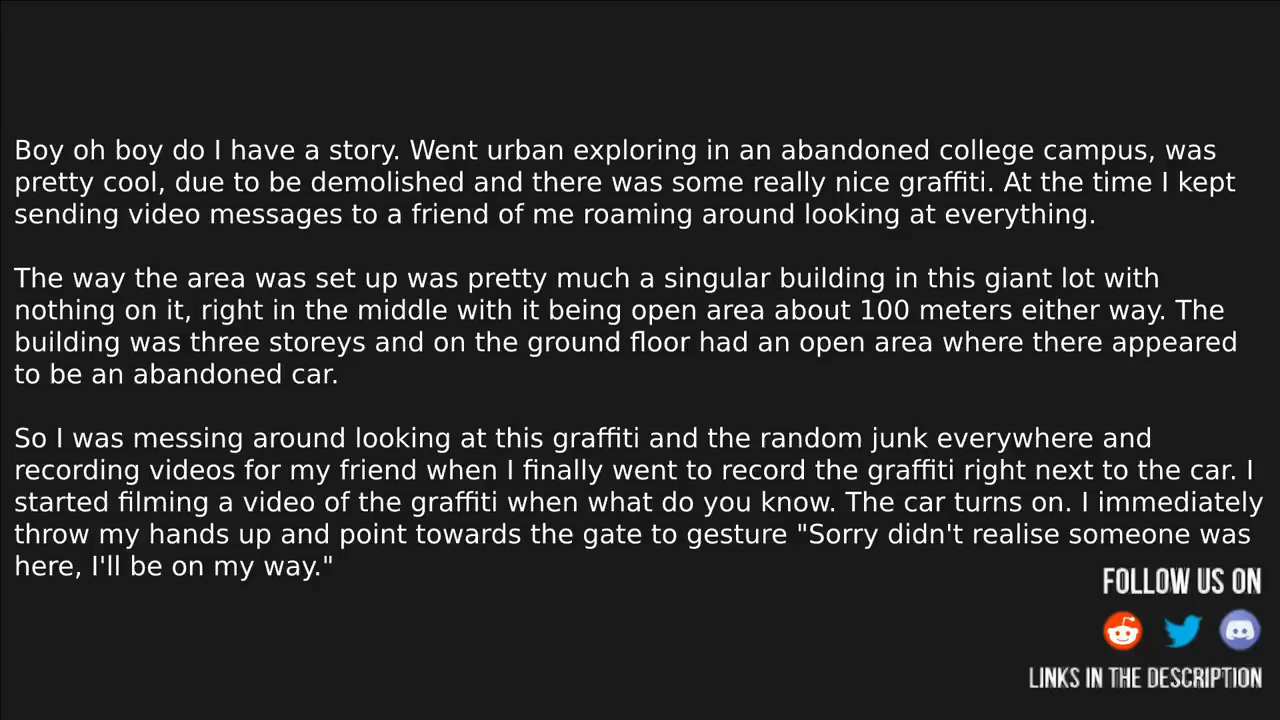 Boy oh boy do I have a story. Went urban exploring in an abandoned college campus, was
pretty cool, due to be demolished and there was some really nice graffiti. At the time I kept
sending video messages to a friend of me roaming around looking at everything.
The way the area was set up was pretty much a singular building in this giant lot with
nothing on it, right in the middle with it being open area about 100 meters either way. The
building was three storeys and on the ground floor had an open area where there appeared
to be an abandoned car.
So I was messing around looking at this graffiti and the random junk everywhere and
recording videos for my friend when I finally went to record the graffiti right next to the car. I
started filming a video of the graffiti when what do you know. The car turns on. I immediately
throw my hands up and point towards the gate to gesture "Sorry didn't realise someone was
here, I'll be on my way."
FOLLOW US ON
LINKS IN THE DESCRIPTION